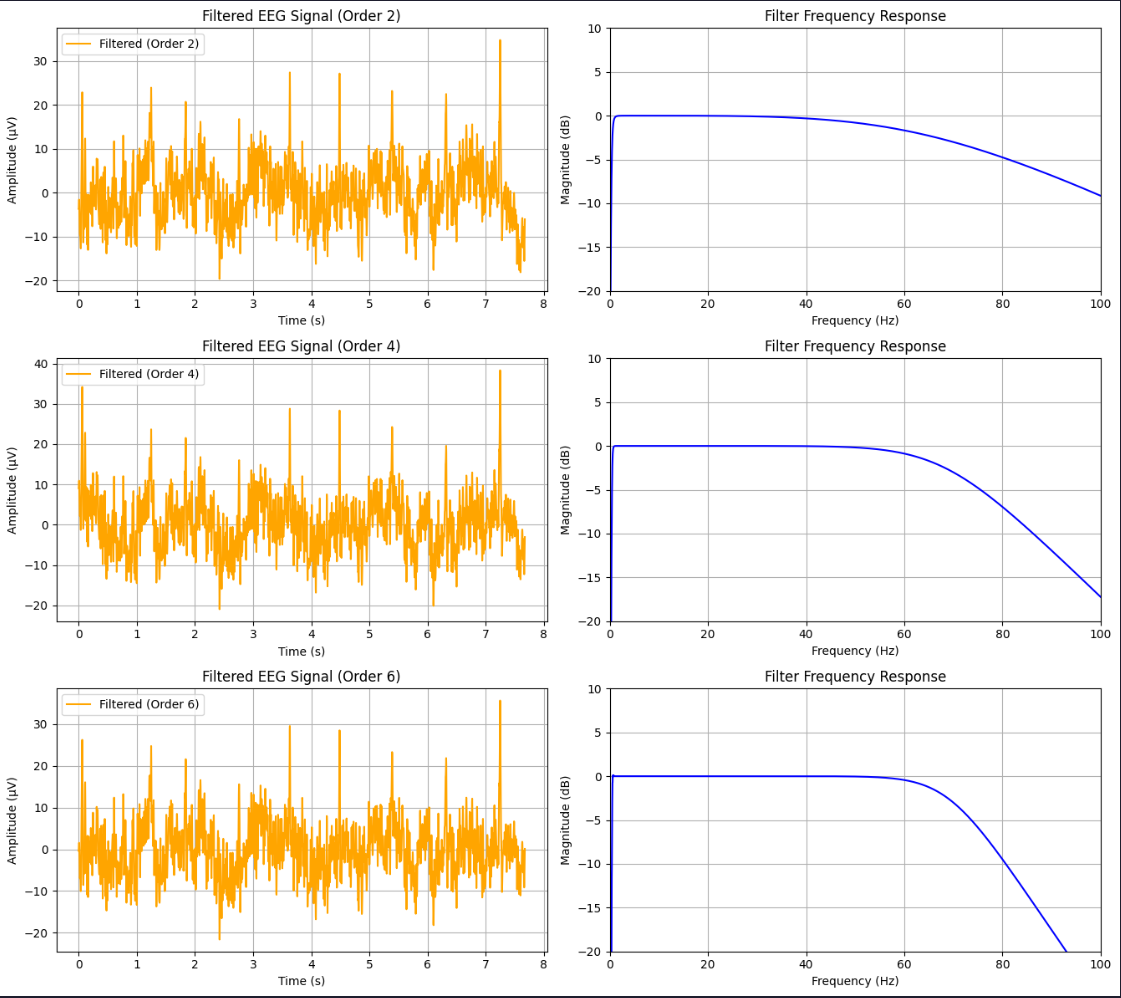 Filtered EEG Signal (Order 2)
Filter Frequency Response
Filtered (Order 2)
Amplitude (μV)
30
20
10
0
−10
−20
0 1 2 3 4 5 6 7 8
Time (s)
Magnitude (dB)
10
5
0
−5
−10
−15
−20
0 20 40 60 80 100
Frequency (Hz)
Filtered EEG Signal (Order 4)
Filter Frequency Response
Filtered (Order 4)
Amplitude (μV)
40
30
20
10
0
−10
−20
0 1 2 3 4 5 6 7 8
Time (s)
Magnitude (dB)
10
5
0
−5
−10
−15
−20
0 20 40 60 80 100
Frequency (Hz)
Filtered EEG Signal (Order 6)
Filter Frequency Response
Filtered (Order 6)
Amplitude (μV)
30
20
10
0
−10
−20
0 1 2 3 4 5 6 7 8
Time (s)
Magnitude (dB)
10
5
0
−5
−10
−15
−20
0 20 40 60 80 100
Frequency (Hz)